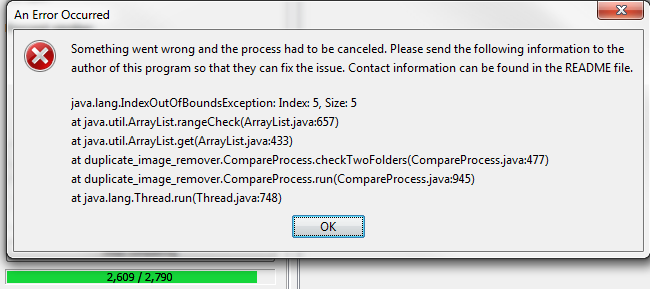 An Error Occurred
Something went wrong and the process had to be canceled. Please send the following information to the
author of this program so that they can fix the issue. Contact information can be found in the README file.
java.lang.IndexOutOfBoundsException: Index: 5, Size: 5
at java.util.ArrayList.rangeCheck(ArrayList.java:657)
at java.util.ArrayList.get(ArrayList.java:433)
at duplicate_image_remover.CompareProcess.checkTwoFolders(CompareProcess.java:477)
at duplicate_image_remover.CompareProcess.run(CompareProcess.java:945)
at java.lang.Thread.run(Thread.java:748)
OK
2,609 / 2,790